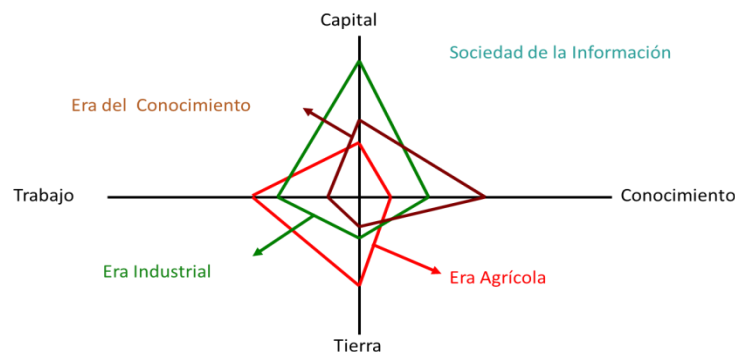 Capital
Sociedad de la Información
Era del Conocimiento
Trabajo
Conocimiento
Era Industrial
Era Agrícola
Tierra